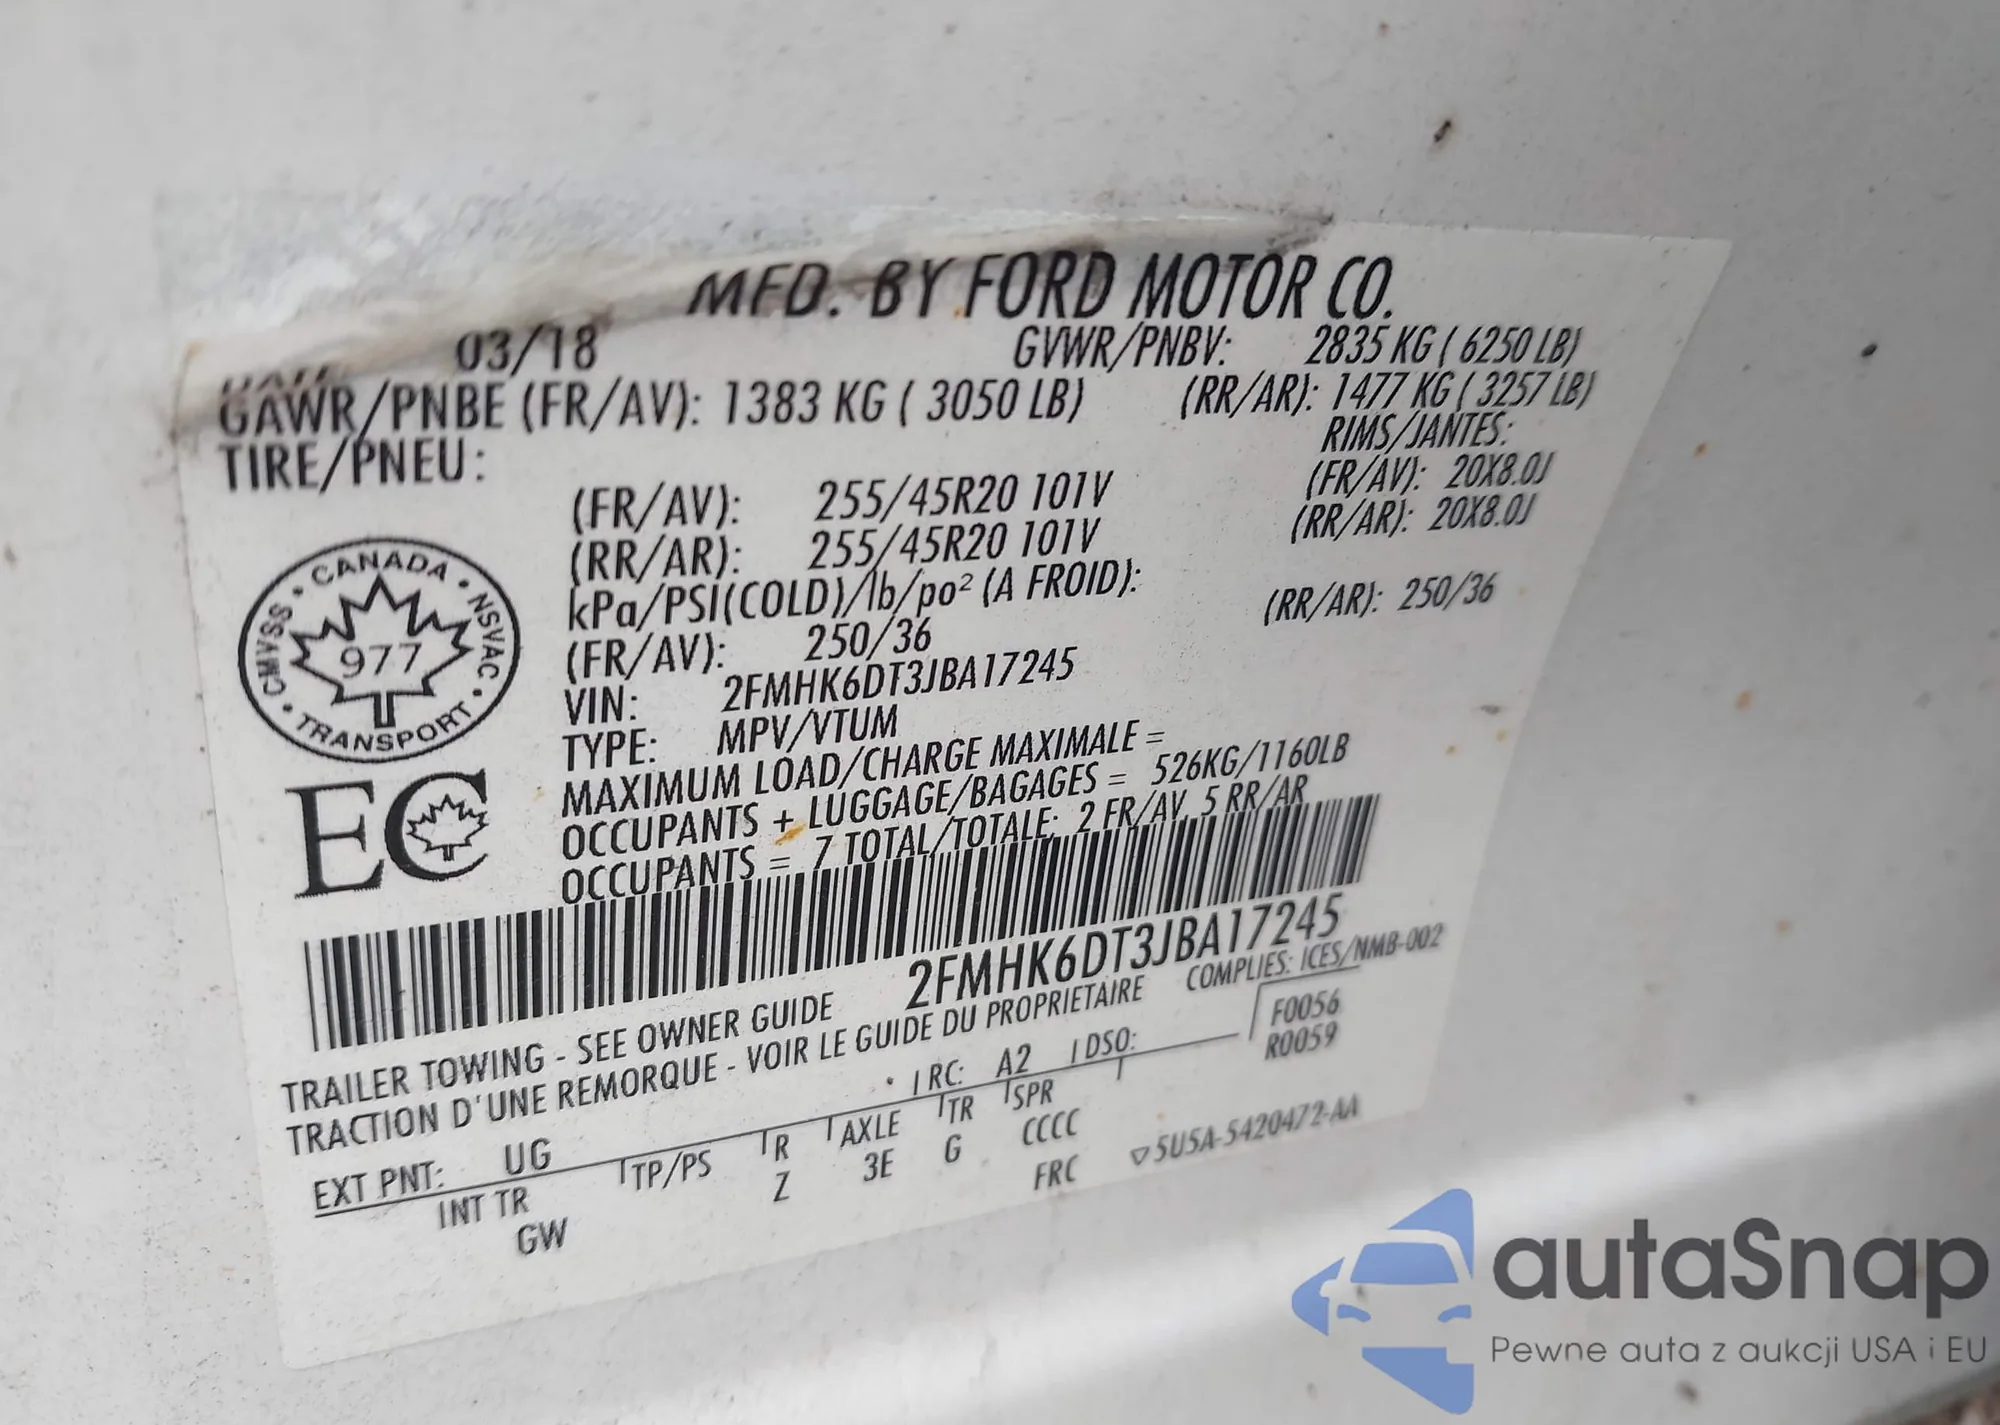 MFD. BY FORD MOTOR CO.
DATE: 03/18 GVWR/PNBV: 2835 KG ( 6250 LB)
GAWR/PNBE (FR/AV): 1383 KG ( 3050 LB) (RR/AR): 1477 KG ( 3257 LB)
TIRE/PNEU: RIMS/JANTES:
(FR/AV): 255/45R20 101V (FR/AV): 20X8.0J
(RR/AR): 255/45R20 101V (RR/AR): 20X8.0J
kPa/PSI(COLD)/lb/po² (A FROID):
(FR/AV): 250/36 (RR/AR): 250/36
VIN: 2FMHK6DT3JBA17245
TYPE: MPV/VTUM
MAXIMUM LOAD/CHARGE MAXIMALE =
OCCUPANTS + LUGGAGE/BAGAGES = 526KG/1160LB
OCCUPANTS = 7 TOTAL/TOTALE: 2 FR/AV, 5 RR/AR
CANADA
CMVSS
NSVAC
977
TRANSPORT
EC
2FMHK6DT3JBA17245
TRAILER TOWING - SEE OWNER GUIDE
TRACTION D'UNE REMORQUE - VOIR LE GUIDE DU PROPRIETAIRE
COMPLIES: ICES/NMB-002
F0056
R0059
EXT PNT: UG RC: A2 DSO:
INT TR TP/PS R AXLE TR SPR
GW Z 3E G CCCC
FRC
5U5A-5420472-AA
autaSnap
Pewne auta z aukcji USA i EU